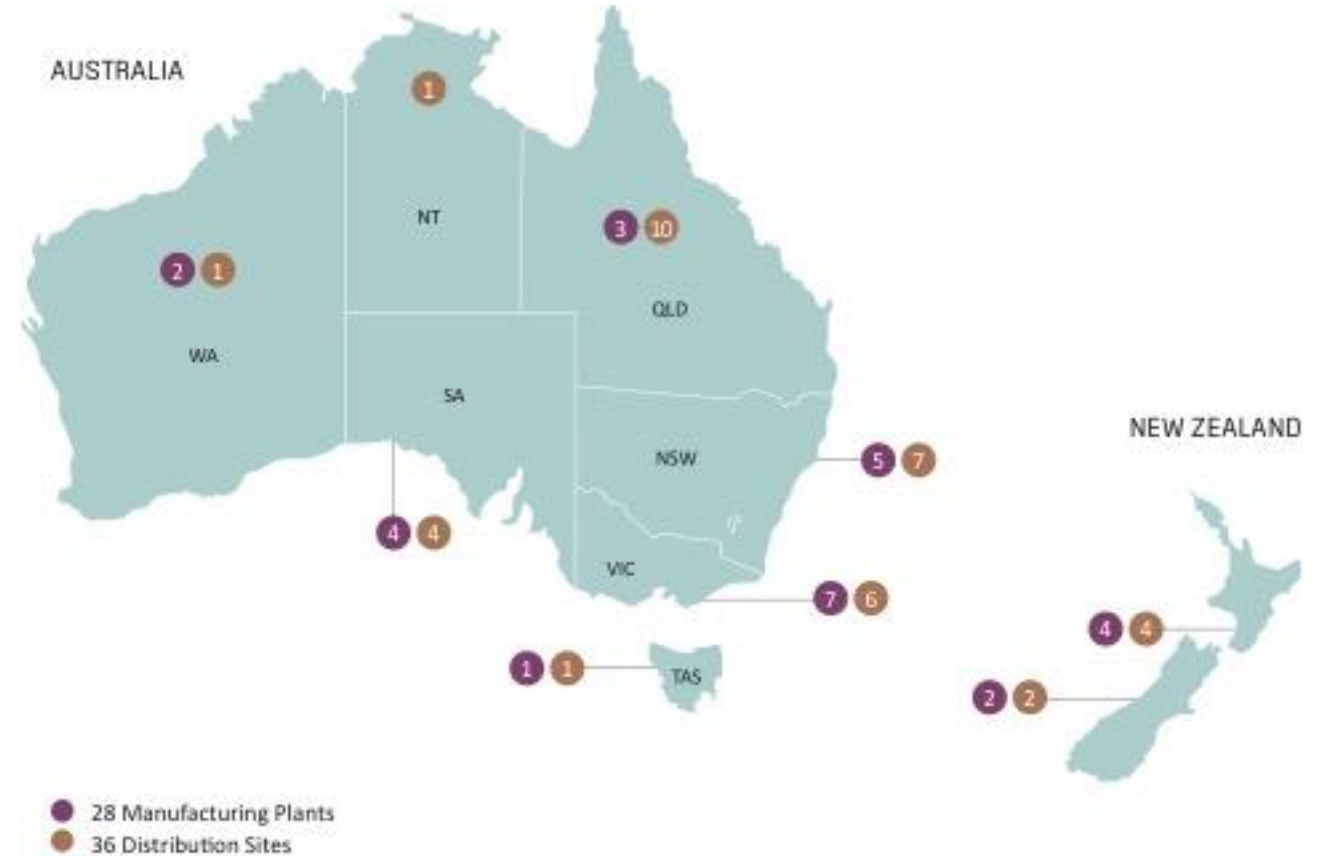 AUSTRALIA
1
NT
3 10
2 1
QLD
WA
SA
NEW ZEALAND
NSW
5 7
4 4
VIC
7 6
4 4
1 1
TAS
2 2
28 Manufacturing Plants
36 Distribution Sites